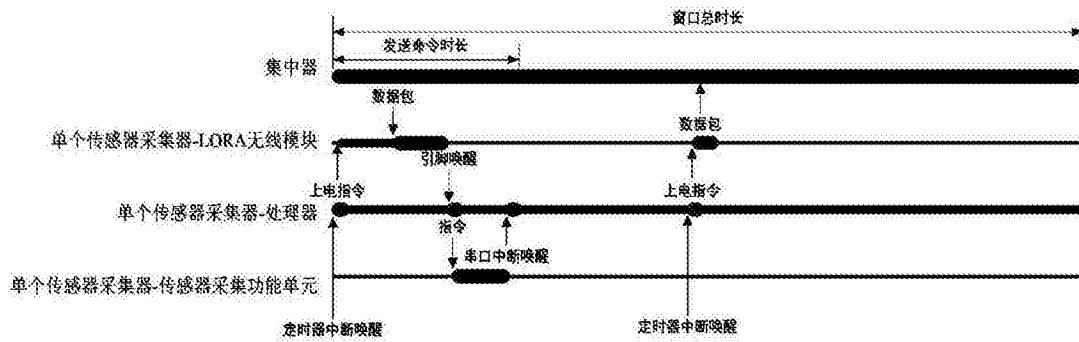 窗口总时长
发送命令时长
集中器
数据包
单个传感器采集器-LORA无线模块
数据包
引脚唤醒
上电指令
上电指令
单个传感器采集器-处理器
指令
串口中断唤醒
单个传感器采集器-传感器采集功能单元
定时器中断唤醒
定时器中断唤醒